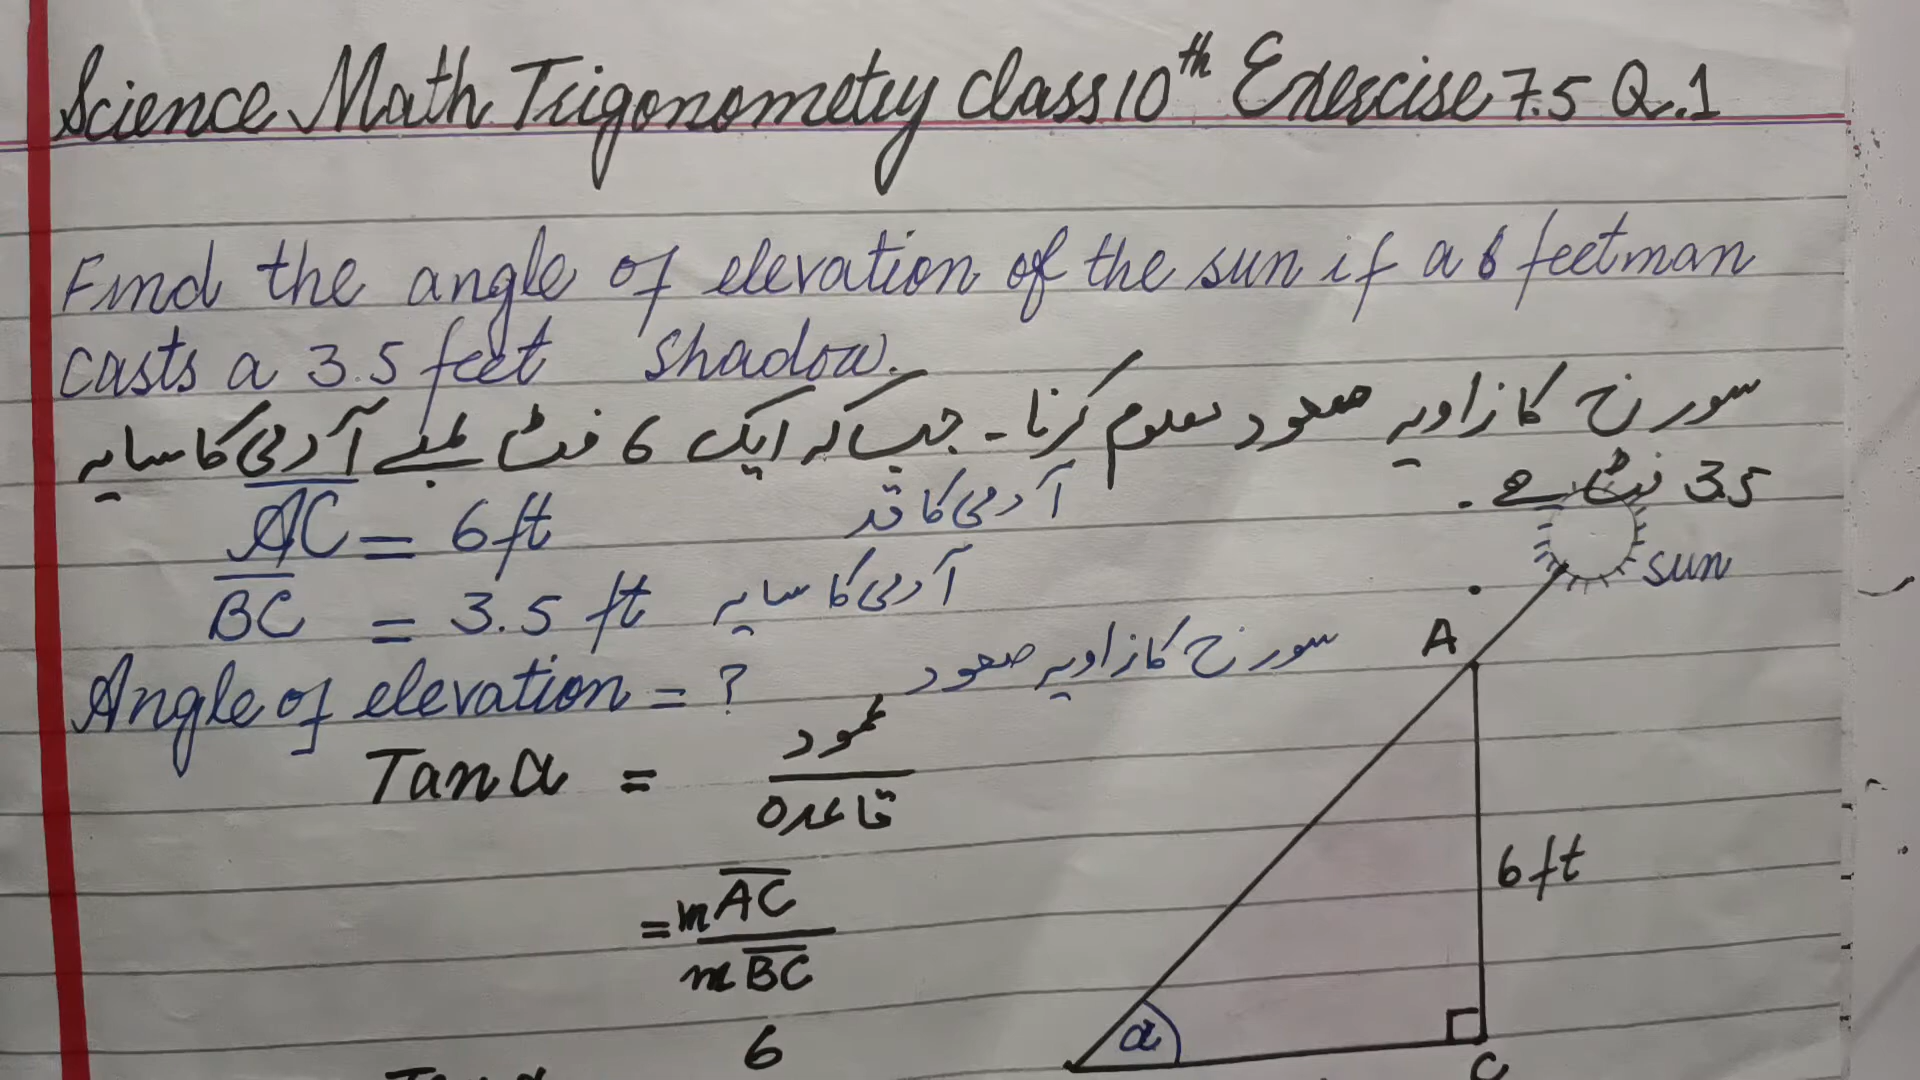 Science Math Trigonometry class 10th Exercise 7.5 Q.1
Find the angle of elevation of the sun if a 6 feet man
casts a 3.5 feet shadow.
سورج کا زاویہ صعود معلوم کرنا۔ جب کہ ایک 6 فٹ لمبے آدمی کا سایہ
3.5 فٹ ہے۔
AC = 6 ft آدمی کا قد
BC = 3.5 ft آدمی کا سایہ
Angle of elevation = ? سورج کا زاویہ صعود
Tan α = عمود
قاعدہ
= mAC
mBC
6
sun
A
6 ft
α
C